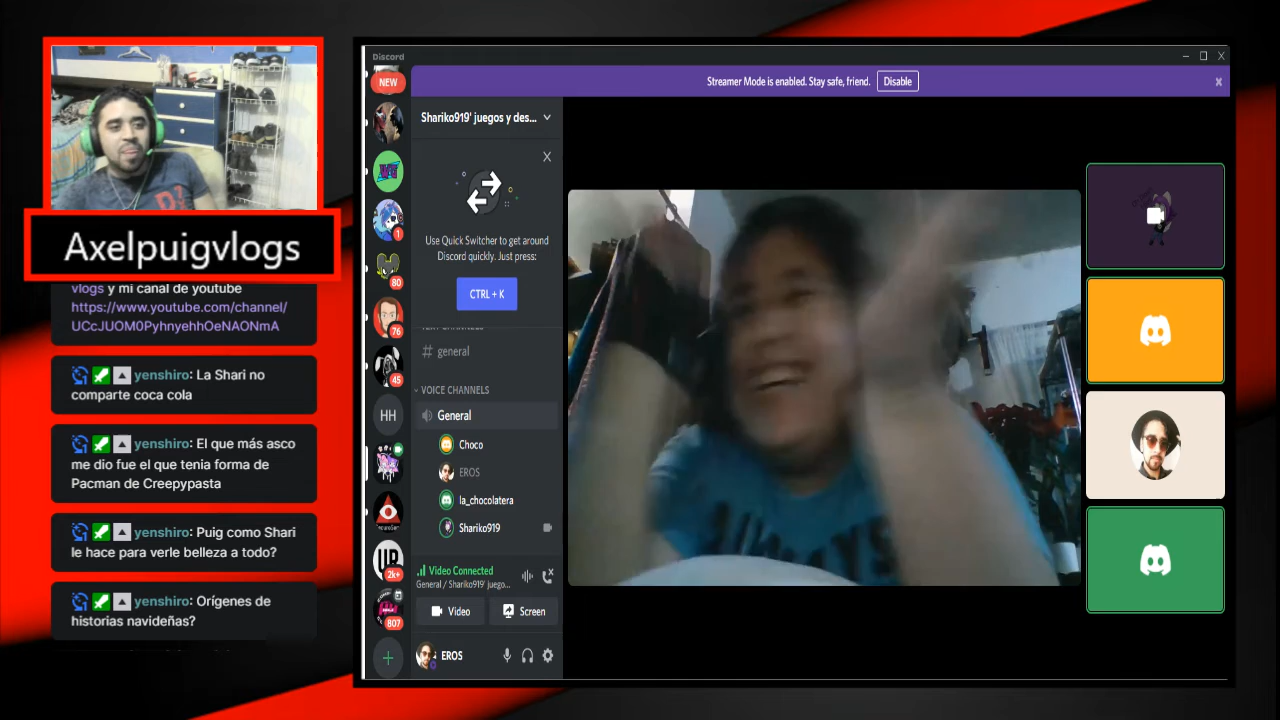 Axelpuigvlogs
vlogs y mi canal de youtube
https://www.youtube.com/channel/
UCcJUOM0PyhnyehhOeNAONmA
yenshiro: La Shari no
comparte coca cola
yenshiro: El que más asco
me dio fue el que tenia forma de
Pacman de Creepypasta
yenshiro: Puig como Shari
le hace para verle belleza a todo?
yenshiro: Orígenes de
historias navideñas?
Discord
Streamer Mode is enabled. Stay safe, friend.
Disable
NEW
1
80
76
45
HH
2k+
807
Shariko919' juegos y des...
Use Quick Switcher to get around
Discord quickly. Just press:
CTRL + K
# general
VOICE CHANNELS
General
Choco
EROS
la_chocolatera
Shariko919
Video Connected
General / Shariko919' juego...
Video
Screen
EROS